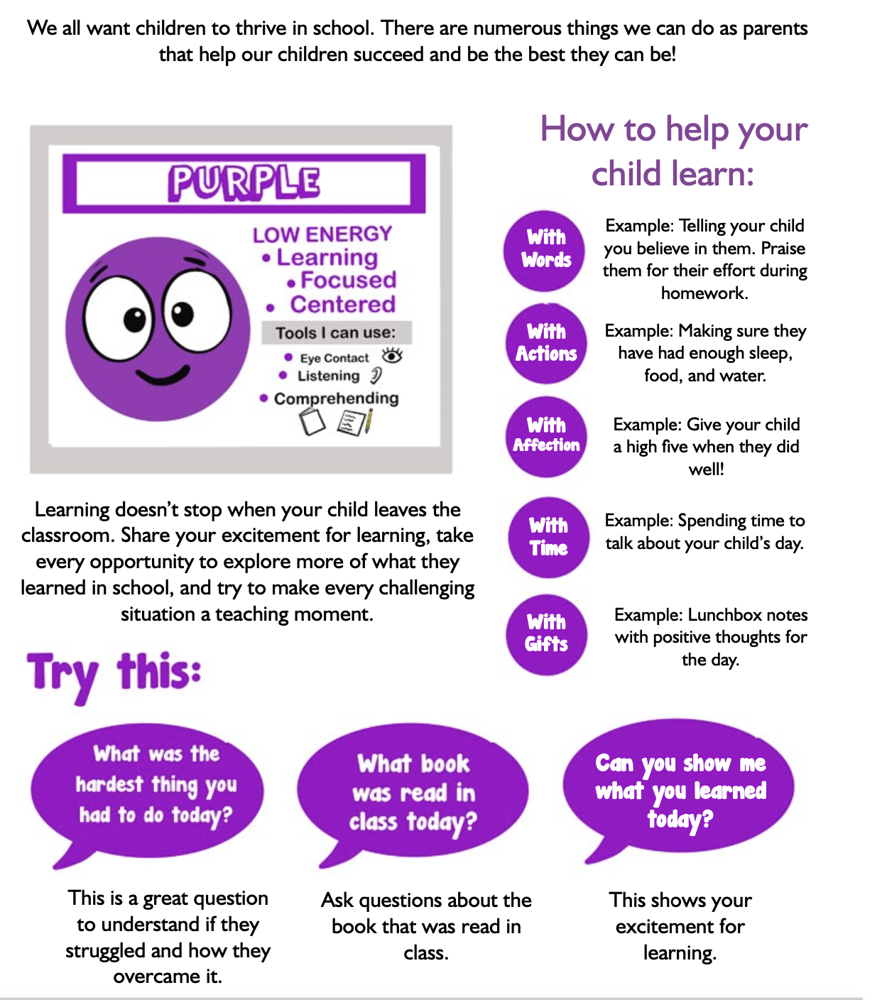 We all want children to thrive in school. There are numerous things we can do as parents
that help our children succeed and be the best they can be!
PURPLE
LOW ENERGY
• Learning
• Focused
• Centered
Tools I can use:
• Eye Contact
• Listening
• Comprehending
Learning doesn’t stop when your child leaves the
classroom. Share your excitement for learning, take
every opportunity to explore more of what they
learned in school, and try to make every challenging
situation a teaching moment.
How to help your
child learn:
With
Words
Example: Telling your child
you believe in them. Praise
them for their effort during
homework.
With
Actions
Example: Making sure they
have had enough sleep,
food, and water.
With
Affection
Example: Give your child
a high five when they did
well!
With
Time
Example: Spending time to
talk about your child’s day.
With
Gifts
Example: Lunchbox notes
with positive thoughts for
the day.
Try this:
What was the
hardest thing you
had to do today?
This is a great question
to understand if they
struggled and how they
overcame it.
What book
was read in
class today?
Ask questions about the
book that was read in
class.
Can you show me
what you learned
today?
This shows your
excitement for
learning.